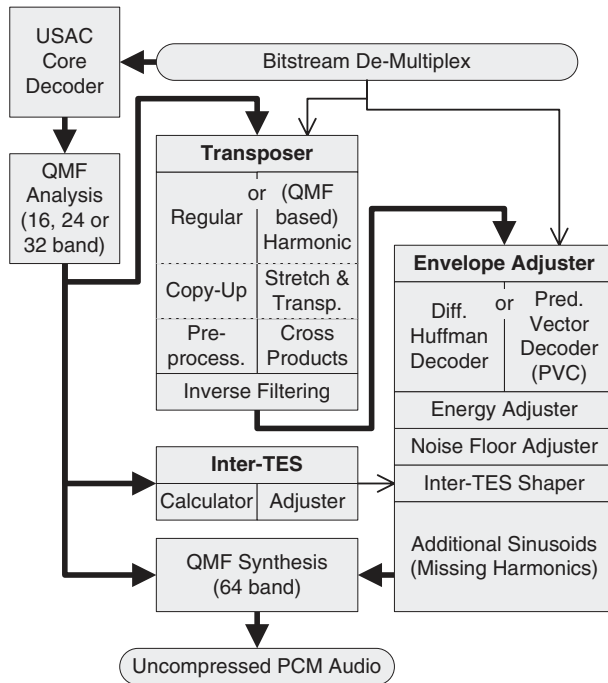 USAC
Core
Decoder
Bitstream De-Multiplex
QMF
Analysis
(16, 24 or
32 band)
Transposer
Regular
or
(QMF
based)
Harmonic
Copy-Up
Stretch &
Transp.
Pre-
process.
Cross
Products
Inverse Filtering
Envelope Adjuster
Diff.
Huffman
Decoder
or
Pred.
Vector
Decoder
(PVC)
Energy Adjuster
Noise Floor Adjuster
Inter-TES Shaper
Additional Sinusoids
(Missing Harmonics)
Inter-TES
Calculator
Adjuster
QMF Synthesis
(64 band)
Uncompressed PCM Audio